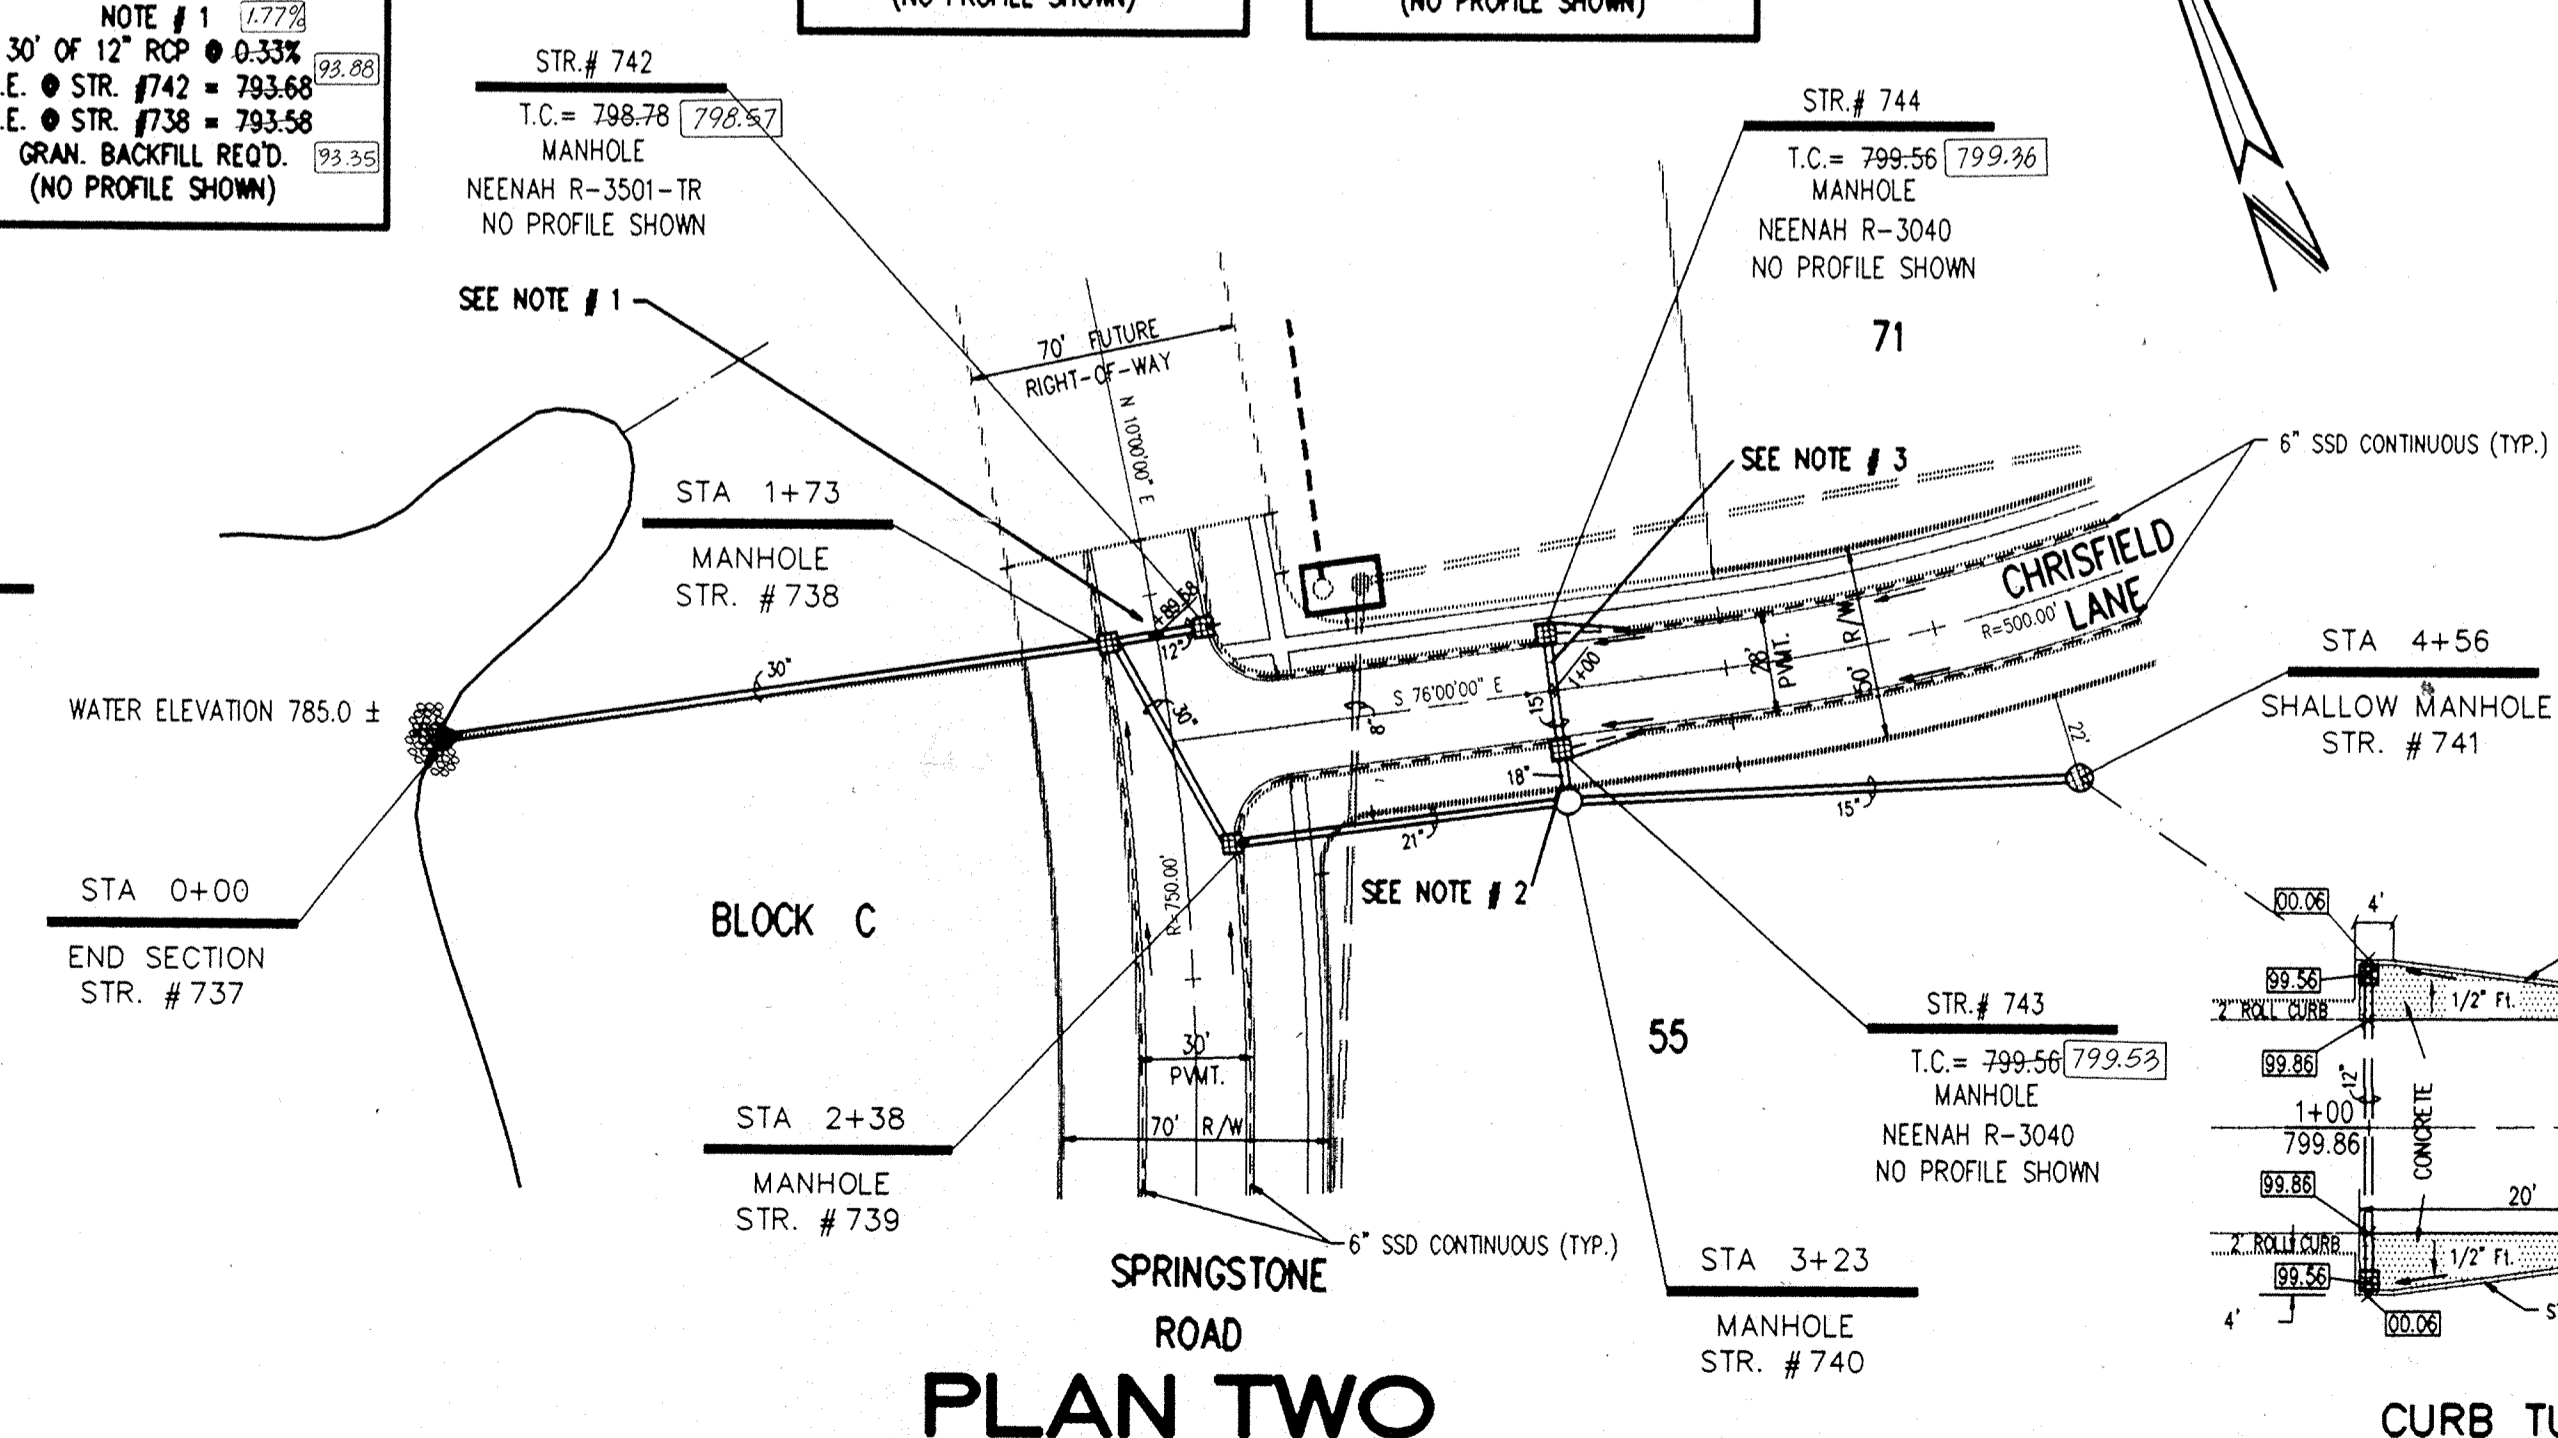 NOTE # 1 1.77%
30' OF 12" RCP @ 0.33%
93.88
.E. @ STR. #742 = 793.68
.E. @ STR. #738 = 793.58
GRAN. BACKFILL REQ'D. 93.35
(NO PROFILE SHOWN)
(NO PROFILE SHOWN)
(NO PROFILE SHOWN)
STR.# 742
T.C.= 798.78 798.57
MANHOLE
NEENAH R-3501-TR
NO PROFILE SHOWN
SEE NOTE # 1
STR.# 744
T.C.= 799.56 799.36
MANHOLE
NEENAH R-3040
NO PROFILE SHOWN
71
N
70' FUTURE
RIGHT-OF-WAY
N 10°00'00" E
SEE NOTE # 3
6" SSD CONTINUOUS (TYP.)
STA 1+73
MANHOLE
STR. #738
+89.68
12"
30"
30"
CHRISFIELD
LANE
R=500.00'
28'
PVMT.
50' R/W
1+00
15"
S 76°00'00" E
8"
18"
21"
15"
22'
STA 4+56
SHALLOW MANHOLE
STR. #741
WATER ELEVATION 785.0 ±
STA 0+00
END SECTION
STR. #737
BLOCK C
R=750.00'
SEE NOTE # 2
55
STR.# 743
T.C.= 799.56 799.53
MANHOLE
NEENAH R-3040
NO PROFILE SHOWN
30'
PVMT.
70' R/W
STA 2+38
MANHOLE
STR. #739
6" SSD CONTINUOUS (TYP.)
SPRINGSTONE
ROAD
STA 3+23
MANHOLE
STR. #740
00.06
4'
99.56
1/2" Ft.
2' ROLL CURB
99.86
12"
1+00
799.86
CONCRETE
99.86
20'
2' ROLL CURB
1/2" Ft.
99.56
4'
00.06
S
PLAN TWO
CURB TU